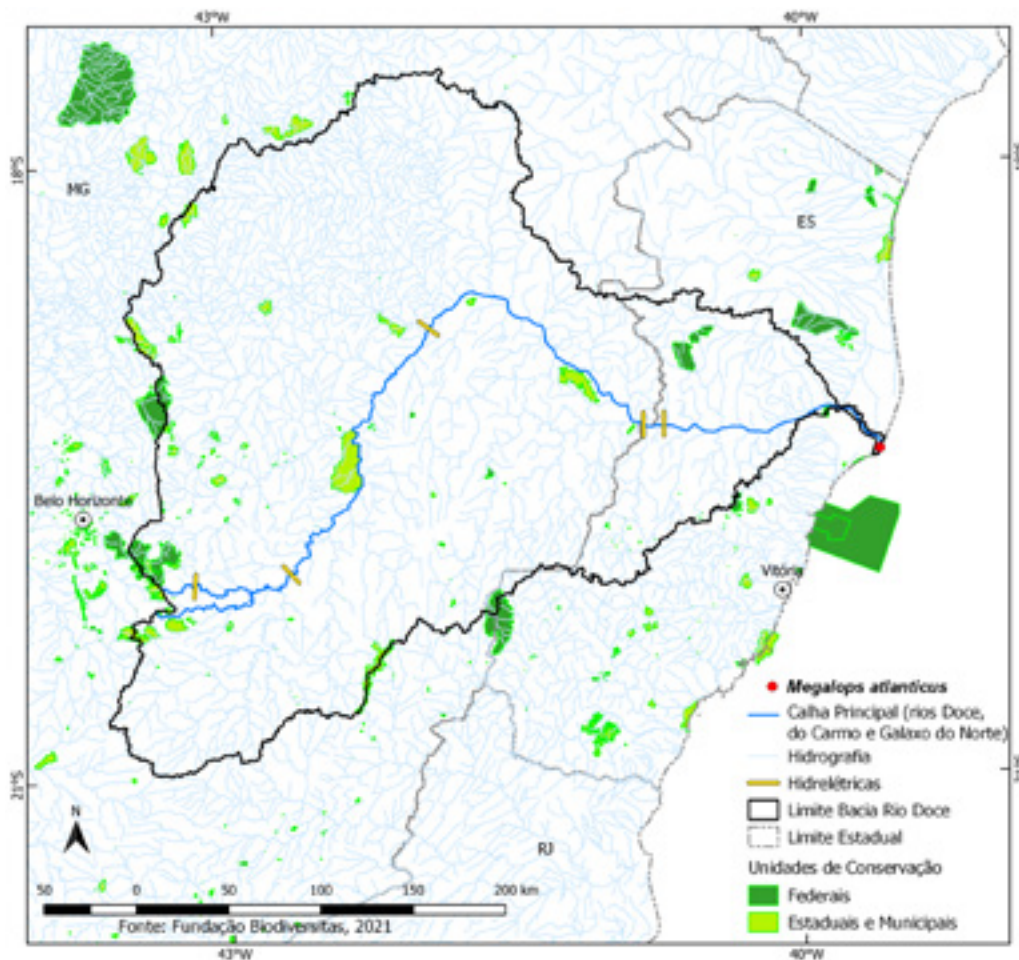 43°W
40°W
18°S
MG
ES
Belo Horizonte
Vitória
Megalops atlanticus
Calha Principal (rios Doce,
do Carmo e Galaxo do Norte)
Hidrografia
Hidrelétricas
Limite Bacia Rio Doce
Limite Estadual
21°S
N
RJ
Unidades de Conservação
Federais
Estaduais e Municipais
50 0 50 100 150 200 km
Fonte: Fundação Biodiversitas, 2021
43°W
40°W